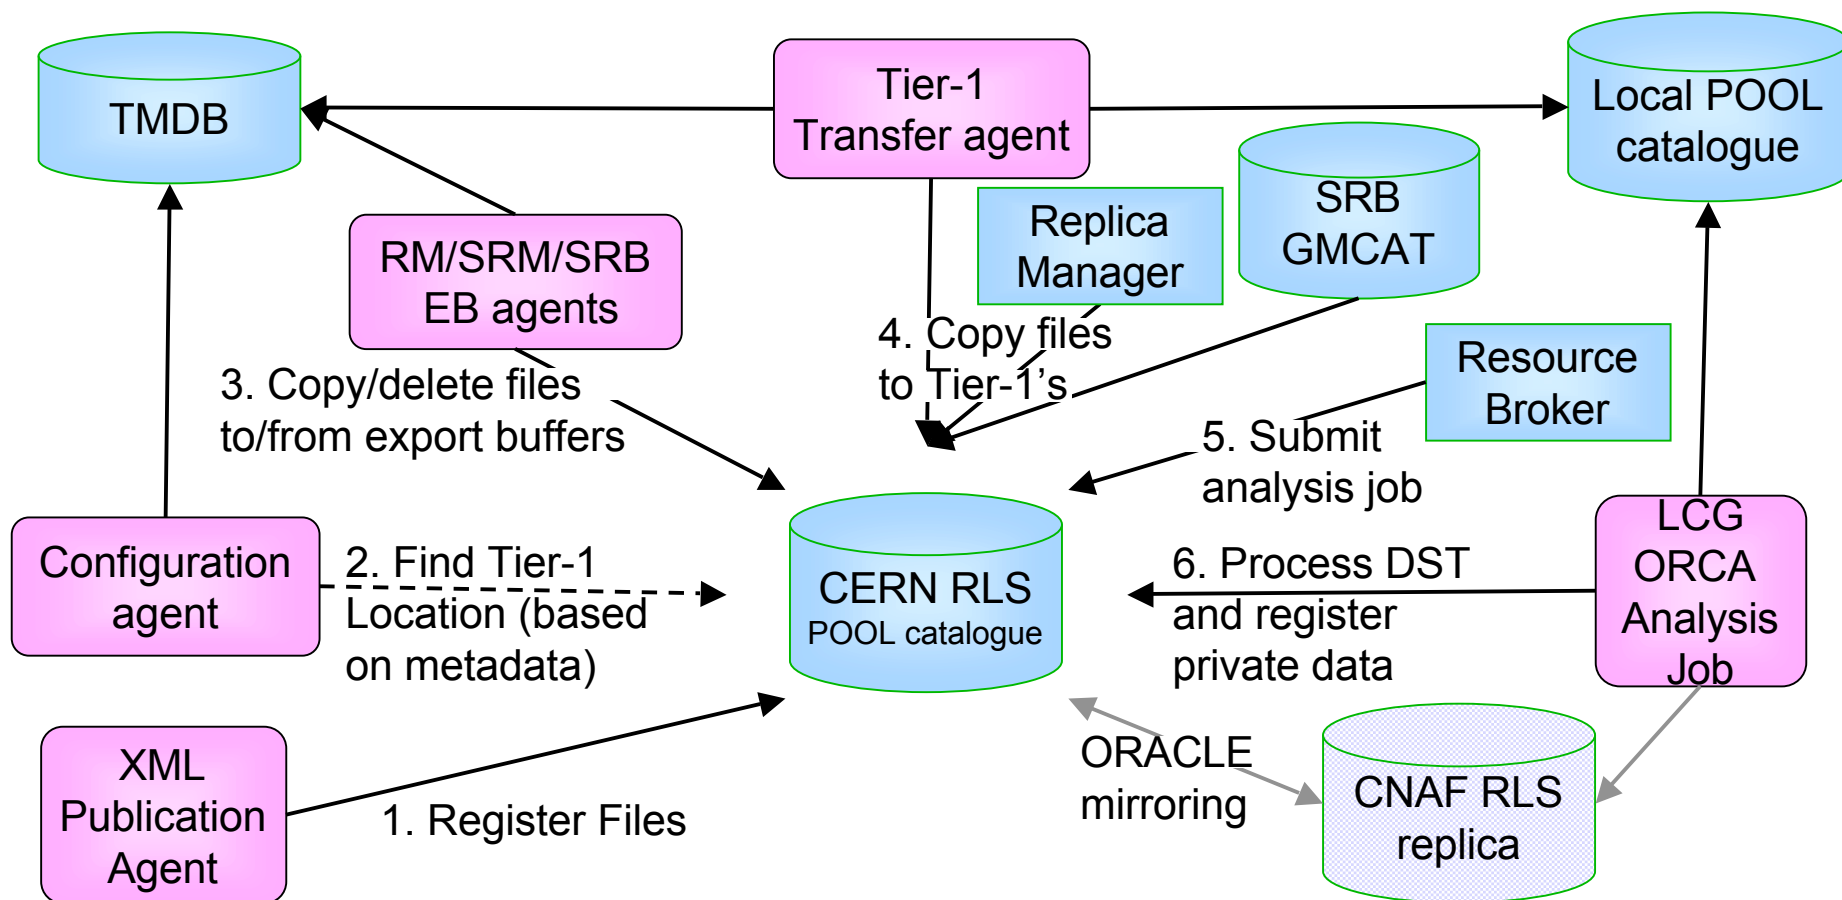 TMDB
Tier-1
Transfer agent
Local POOL
catalogue
SRB
GMCAT
Replica
Manager
RM/SRM/SRB
EB agents
4. Copy files
to Tier-1's
Resource
Broker
3. Copy/delete files
to/from export buffers
5. Submit
analysis job
Configuration
agent
2. Find Tier-1
Location (based
on metadata)
CERN RLS
POOL catalogue
6. Process DST
and register
private data
LCG
ORCA
Analysis
Job
XML
Publication
Agent
1. Register Files
ORACLE
mirroring
CNAF RLS
replica